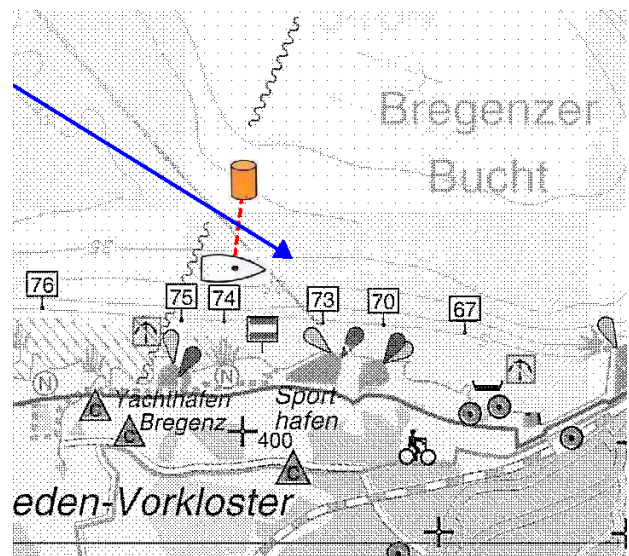 Bregenzer
Bucht
76
75
74
73
70
67
N
N
Yachthafen
Bregenz
Sport
hafen
C
C
400
C
eden-Vorkloster